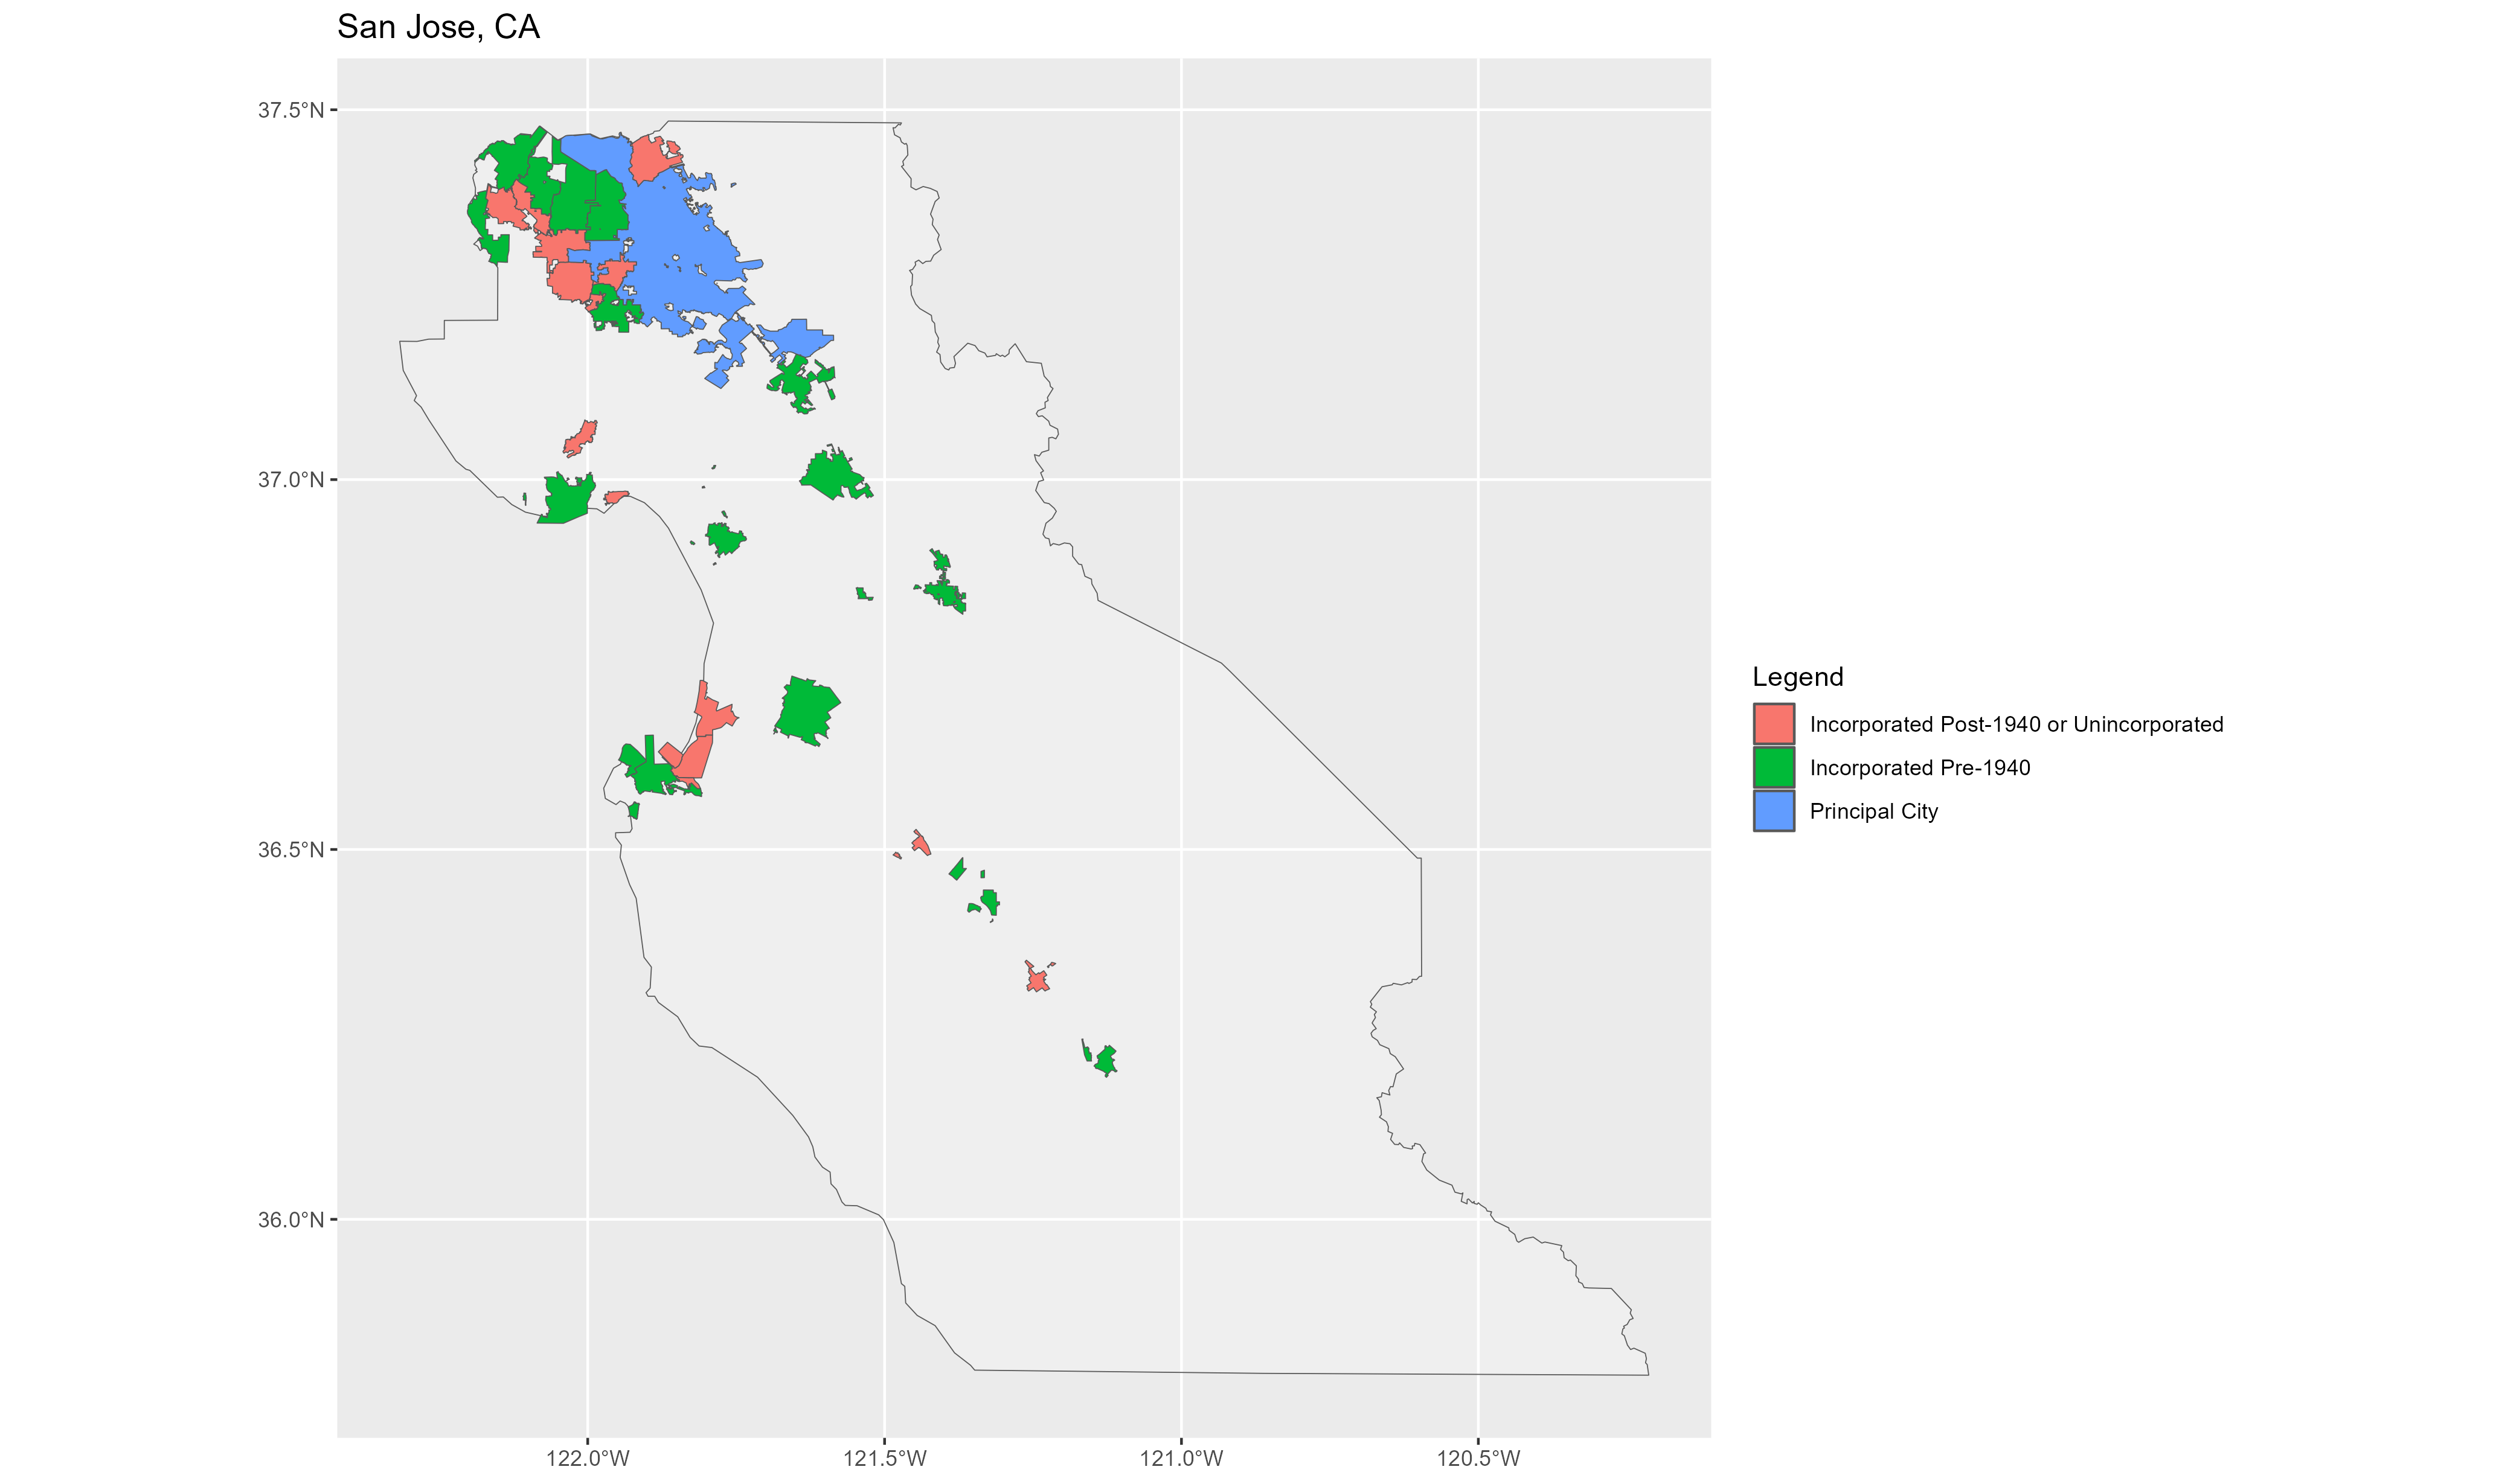 San Jose, CA
37.5°N
37.0°N
36.5°N
36.0°N
122.0°W
121.5°W
121.0°W
120.5°W
Legend
Incorporated Post-1940 or Unincorporated
Incorporated Pre-1940
Principal City